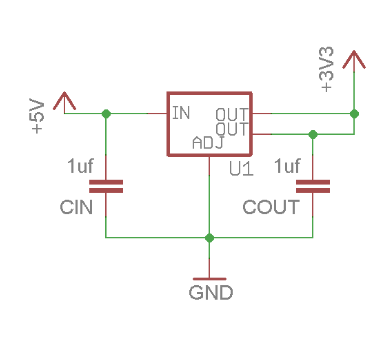 +5V
+3V3
IN
OUT
OUT
ADJ
U1
1uf
1uf
CIN
COUT
GND